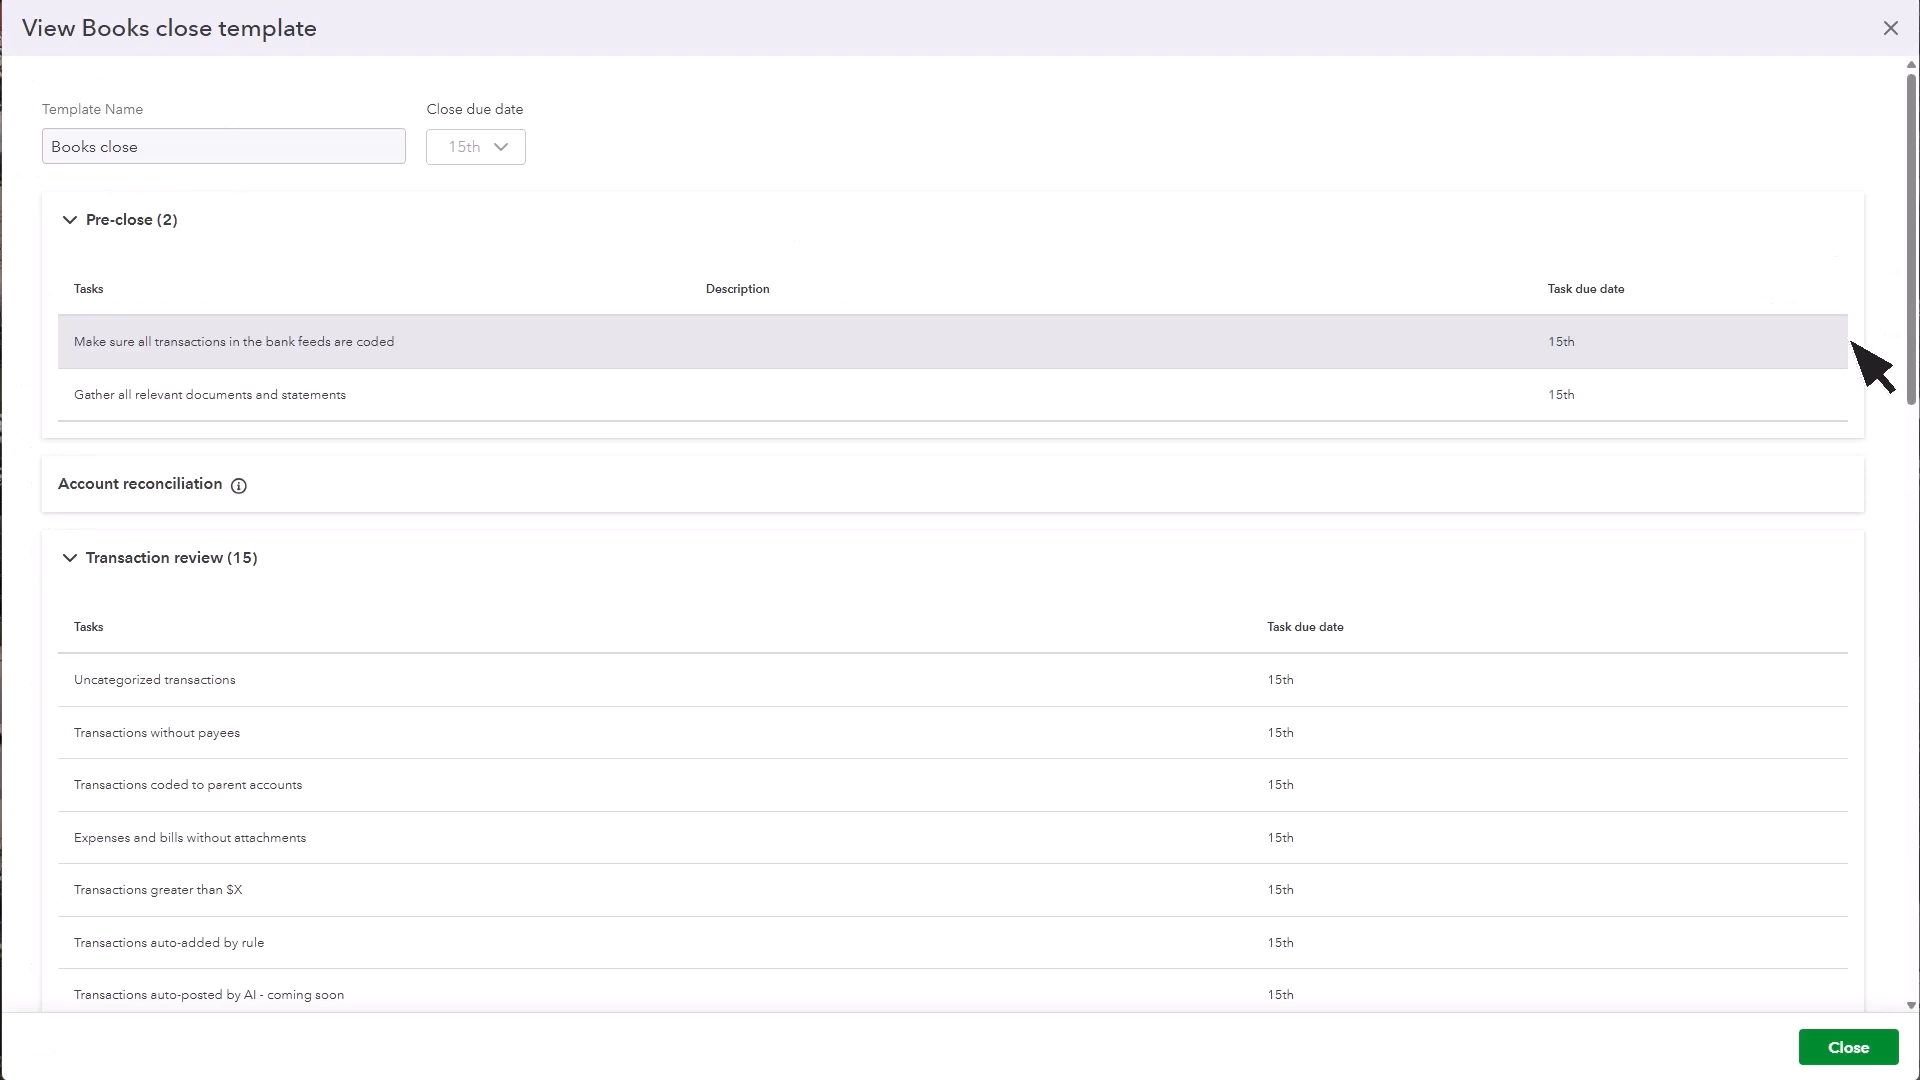 View Books close template
Template Name
Close due date
Books close
15th
Pre-close (2)
Tasks
Description
Task due date
Make sure all transactions in the bank feeds are coded
15th
Gather all relevant documents and statements
15th
Account reconciliation
Transaction review (15)
Tasks
Task due date
Uncategorized transactions
15th
Transactions without payees
15th
Transactions coded to parent accounts
15th
Expenses and bills without attachments
15th
Transactions greater than $X
15th
Transactions auto-added by rule
15th
Transactions auto-posted by AI - coming soon
15th
Close